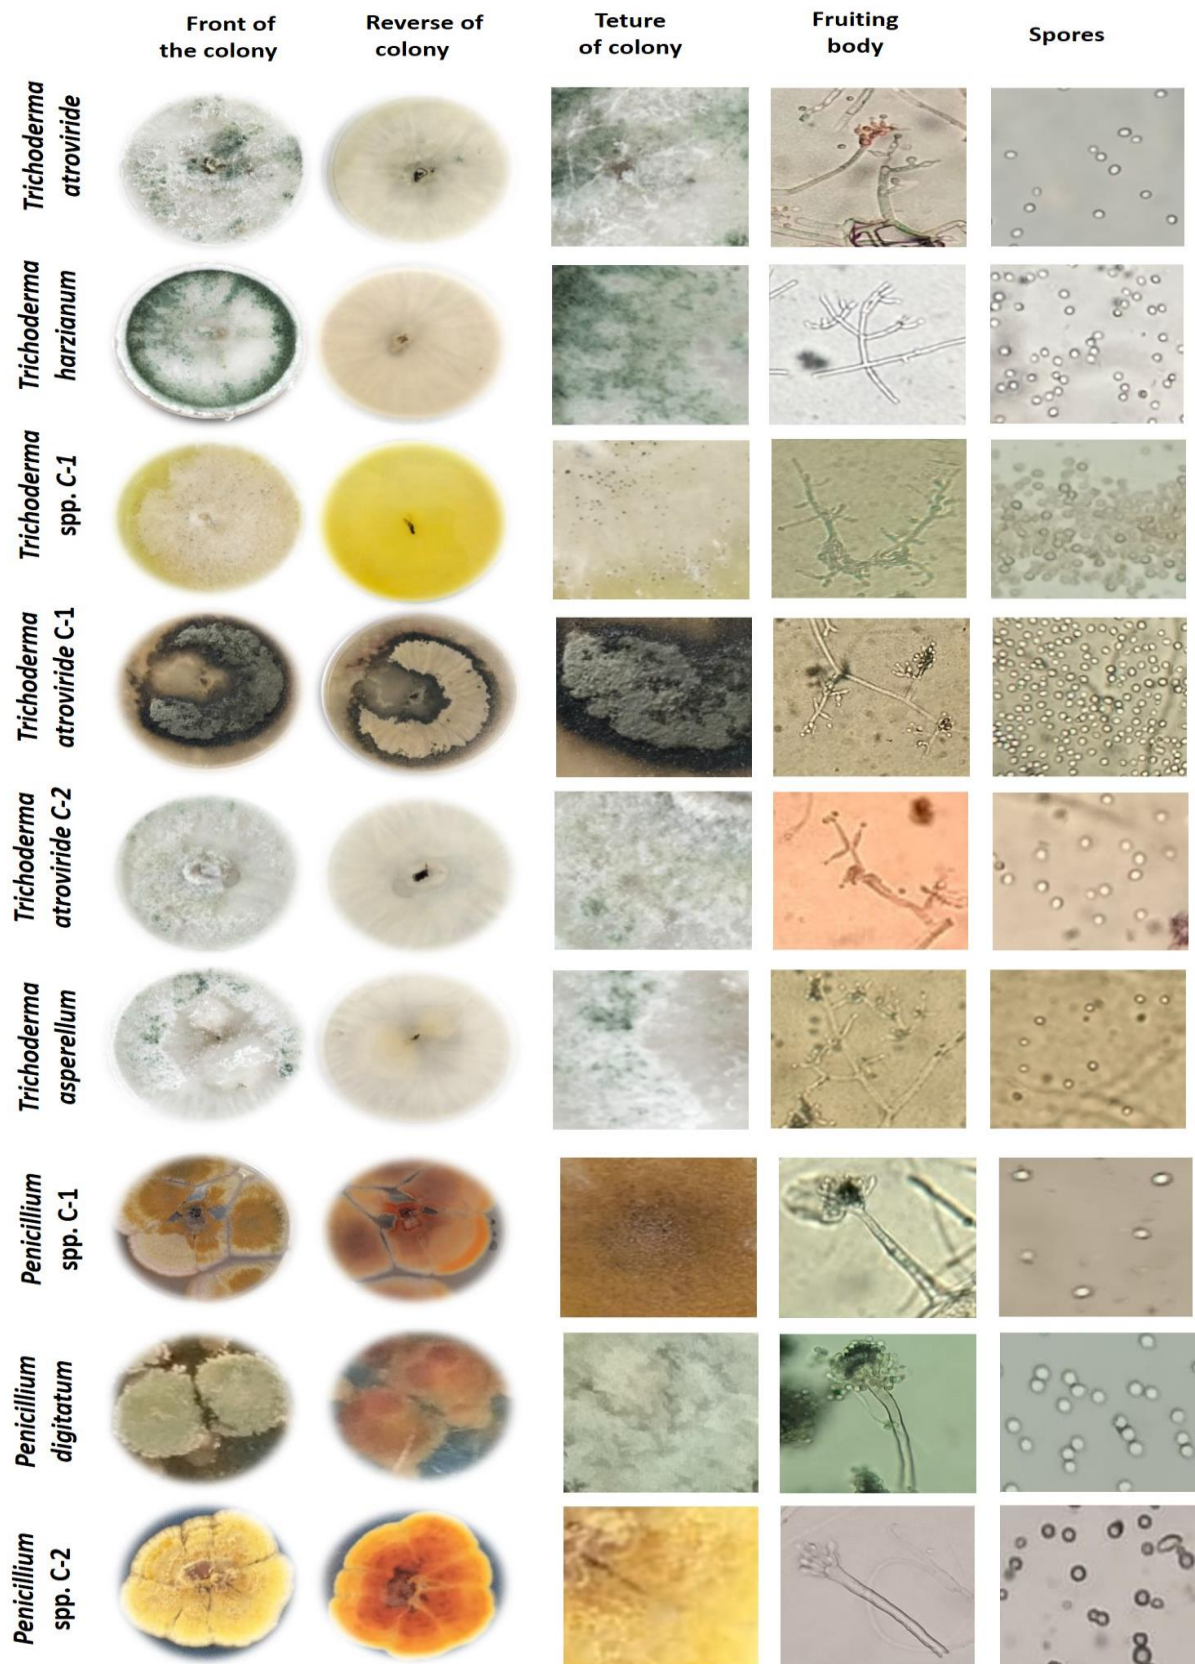 Front of
the colony
Reverse of
colony
Teture
of colony
Fruiting
body
Spores
Trichoderma
atroviride
Trichoderma
harzianum
Trichoderma
spp. C-1
Trichoderma
atroviride C-1
Trichoderma
atroviride C-2
Trichoderma
asperellum
Penicillium
spp. C-1
Penicillium
digitatum
Penicillium
spp. C-2